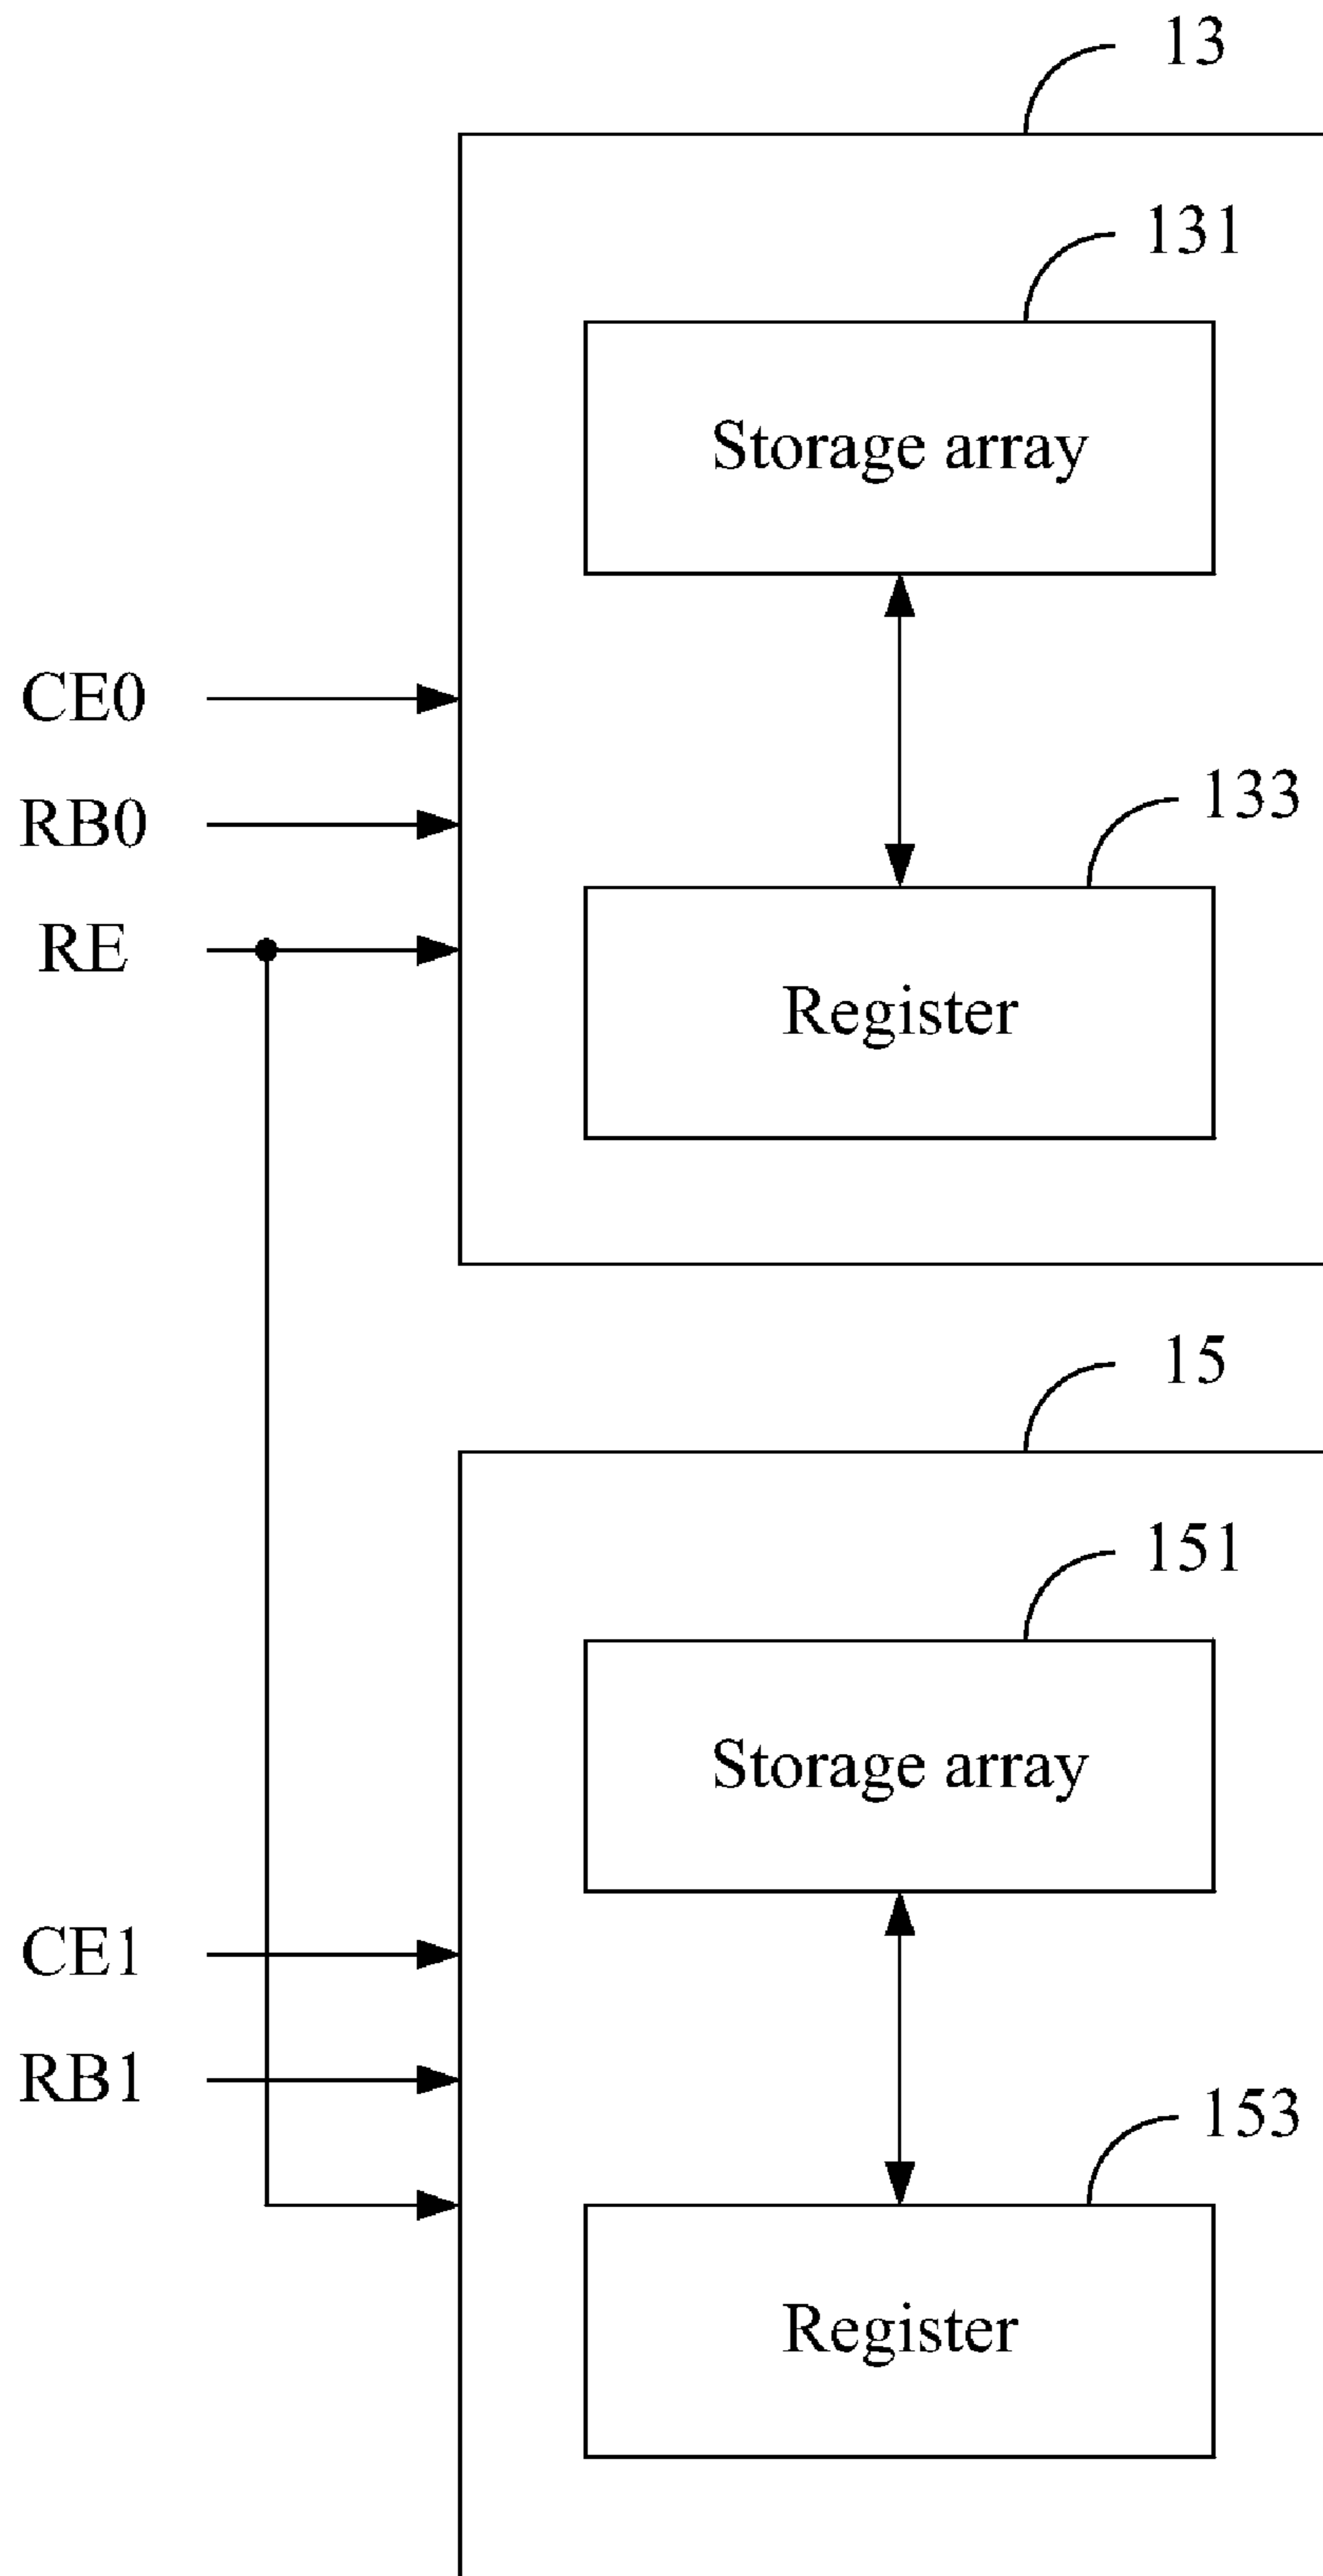 13
131
Storage array
CE0
RB0
133
RE
Register
15
151
Storage array
CE1
RB1
153
Register